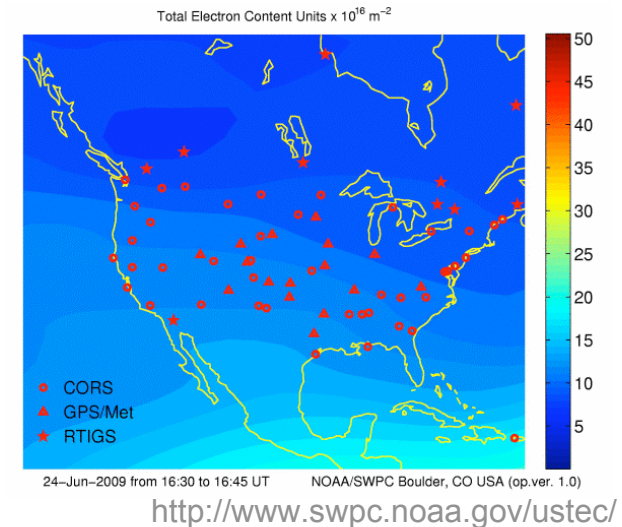 Total Electron Content Units x 10^16 m^−2
50
45
40
35
30
25
20
15
10
5
CORS
GPS/Met
RTIGS
24−Jun−2009 from 16:30 to 16:45 UT NOAA/SWPC Boulder, CO USA (op.ver. 1.0)
http://www.swpc.noaa.gov/ustec/